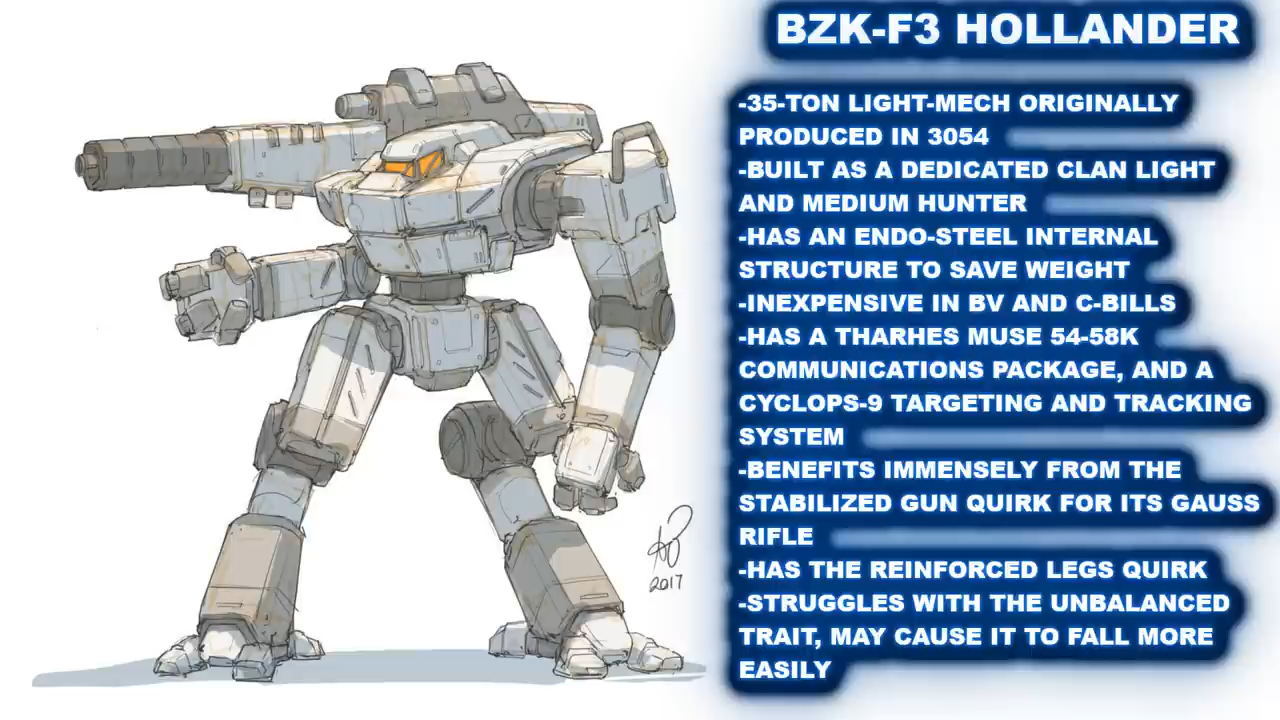 BZK-F3 HOLLANDER
-35-TON LIGHT-MECH ORIGINALLY
PRODUCED IN 3054
-BUILT AS A DEDICATED CLAN LIGHT
AND MEDIUM HUNTER
-HAS AN ENDO-STEEL INTERNAL
STRUCTURE TO SAVE WEIGHT
-INEXPENSIVE IN BV AND C-BILLS
-HAS A THARHES MUSE 54-58K
COMMUNICATIONS PACKAGE, AND A
CYCLOPS-9 TARGETING AND TRACKING
SYSTEM
-BENEFITS IMMENSELY FROM THE
STABILIZED GUN QUIRK FOR ITS GAUSS
RIFLE
-HAS THE REINFORCED LEGS QUIRK
-STRUGGLES WITH THE UNBALANCED
TRAIT, MAY CAUSE IT TO FALL MORE
EASILY
2017